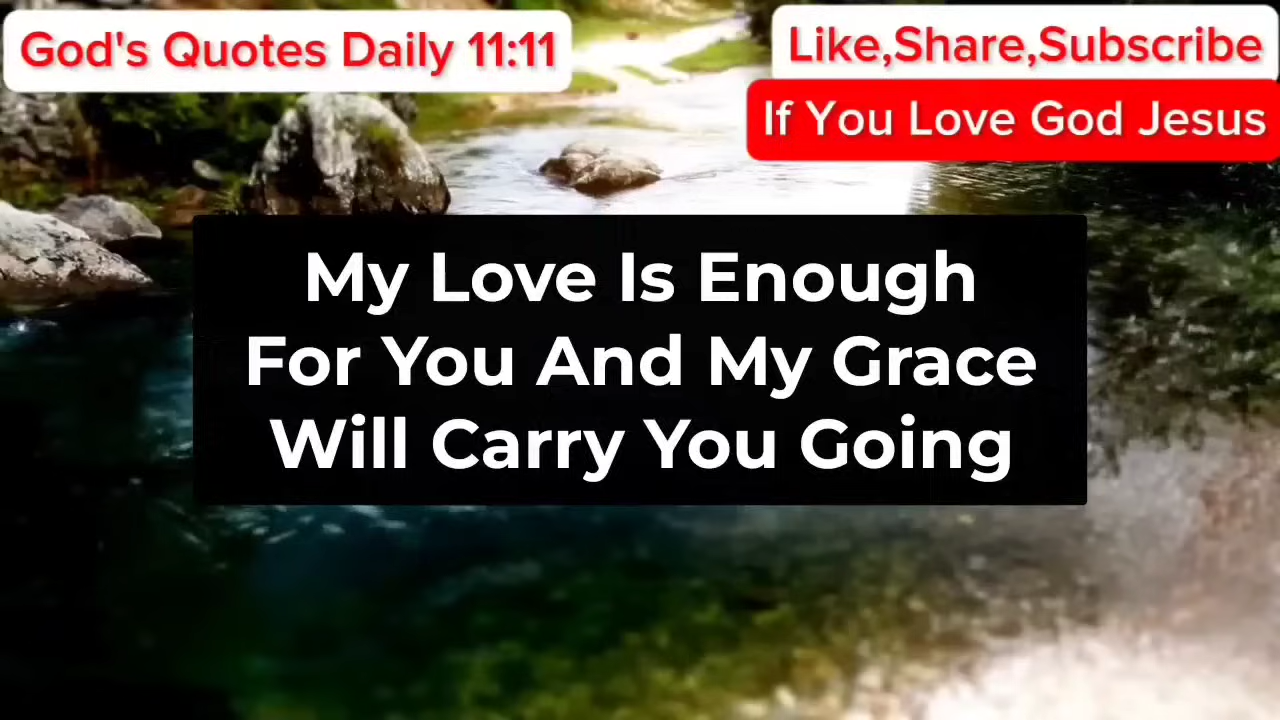 God's Quotes Daily 11:11
Like,Share,Subscribe
If You Love God Jesus
My Love Is Enough
For You And My Grace
Will Carry You Going